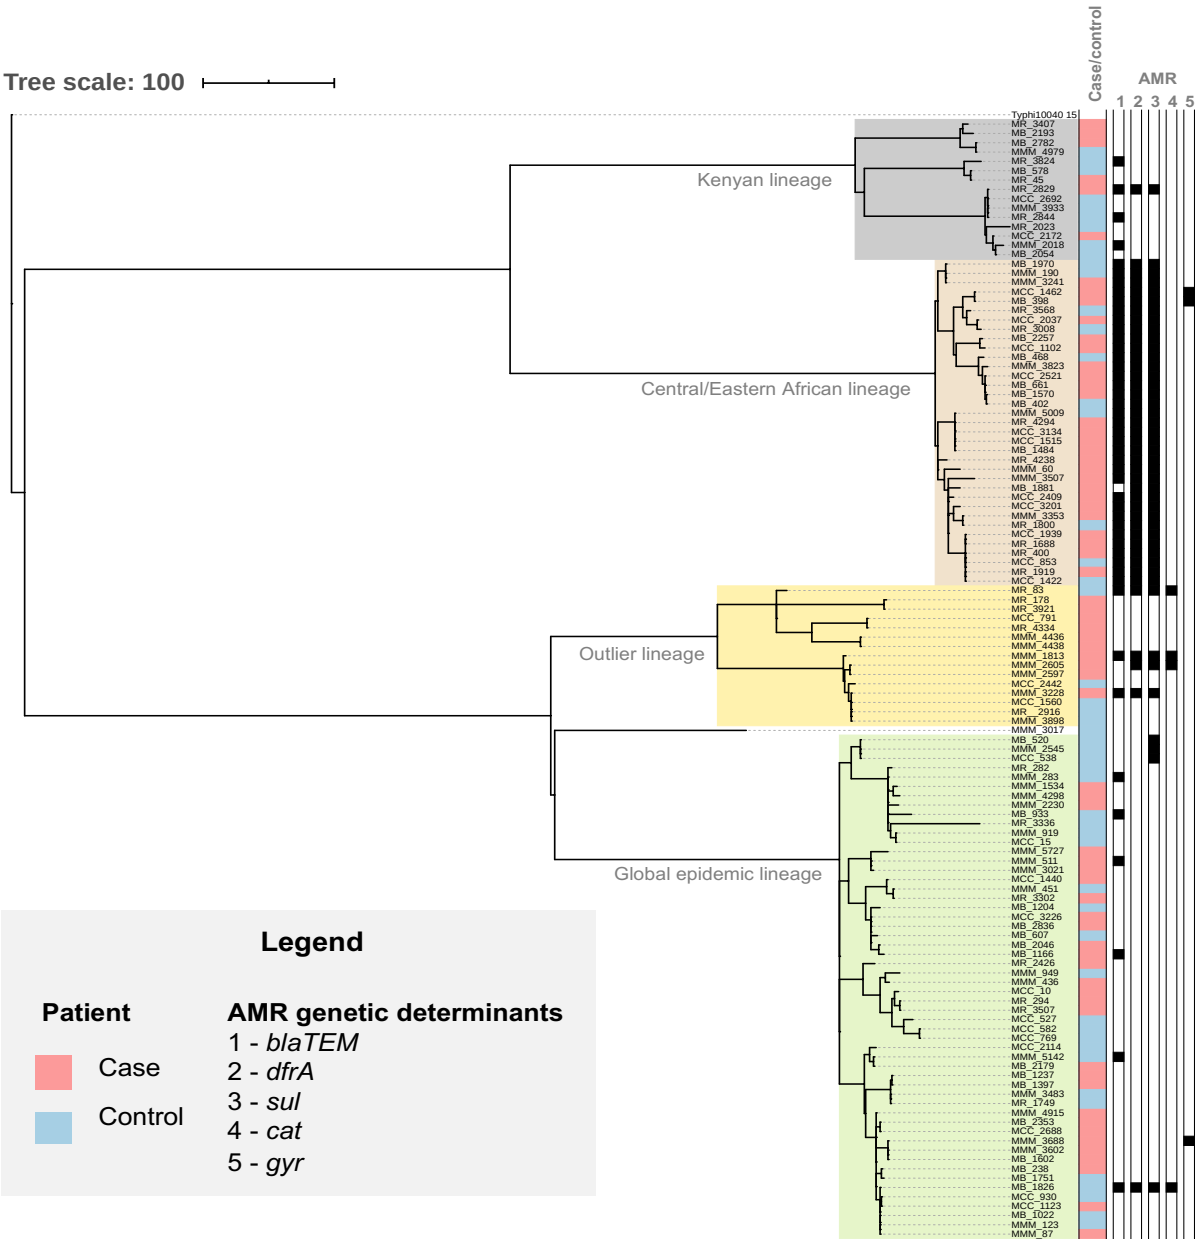 Tree scale: 100
Case/control
AMR
1 2 3 4 5
Typhi10040 15
MR_3407
MB_2193
MB_2782
MMM_4979
MR_3824
MB_578
MR_45
MR_2829
MCC_2692
MMM_3933
MR_2844
MR_2023
MCC_2172
MMM_2018
MB_2054
Kenyan lineage
MB_1970
MMM_190
MMM_3241
MCC_1462
MB_398
MR_3568
MCC_2037
MR_3008
MB_2257
MCC_1102
MB_468
MMM_3823
MCC_2521
MB_661
MB_1570
MB_402
MMM_5009
MR_4294
MCC_3134
MCC_1515
MB_1484
MR_4238
MMM_60
MMM_3507
MB_1881
MCC_2409
MCC_3201
MMM_3353
MR_1800
MCC_1939
MR_1688
MR_400
MCC_853
MR_1919
MCC_1422
Central/Eastern African lineage
MR_83
MR_178
MR_3921
MCC_791
MR_4334
MMM_4436
MMM_4438
MMM_1813
MMM_2605
MMM_2597
MCC_2442
MMM_3228
MCC_1560
MR__2916
MMM_3898
Outlier lineage
MMM_3017
MB_520
MMM_2545
MCC_538
MR_282
MMM_283
MMM_1534
MMM_4298
MMM_2230
MB_933
MR_3336
MMM_919
MCC_15
MMM_5727
MMM_511
MMM_3021
MCC_1440
MMM_451
MR_3302
MB_1204
MCC_3226
MB_2836
MB_607
MB_2046
MB_1166
MR_2426
MMM_949
MMM_436
MCC_10
MR_294
MR_3507
MCC_527
MCC_582
MCC_769
MCC_2114
MMM_5142
MB_2179
MB_1237
MB_1397
MMM_3483
MR_1749
MMM_4915
MB_2353
MCC_2688
MMM_3688
MMM_3602
MB_1602
MB_238
MB_1751
MB_1826
MCC_930
MCC_1123
MB_1022
MMM_123
MMM_87
Global epidemic lineage
Legend
Patient
Case
Control
AMR genetic determinants
1 - blaTEM
2 - dfrA
3 - sul
4 - cat
5 - gyr